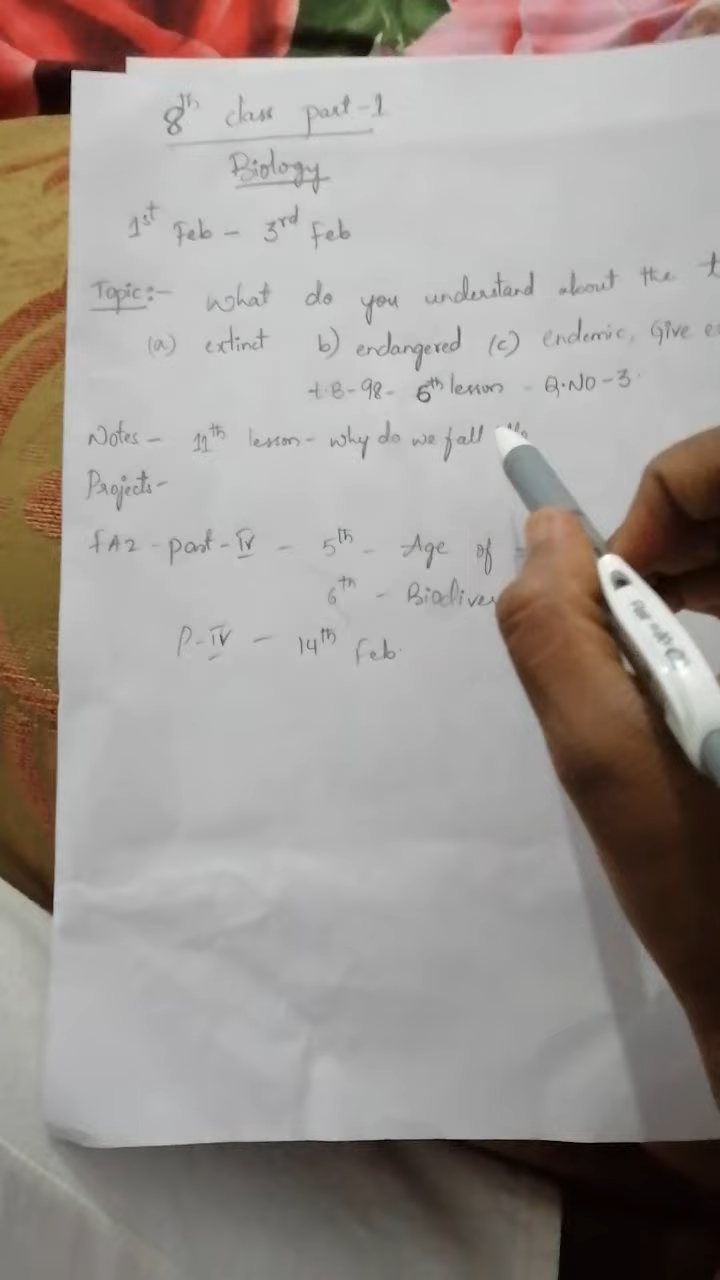 8th class part-1
Biology
1st Feb - 3rd Feb
Topic:- What do you understand about the
(a) extinct b) endangered (c) endemic. Give
t.B-98- 6th lesson - Q.NO-3.
Notes - 11th lesson - why do we fall
Projects-
FA2 - part-IV - 5th - Age of
6th -
P-IV - 14th Feb.